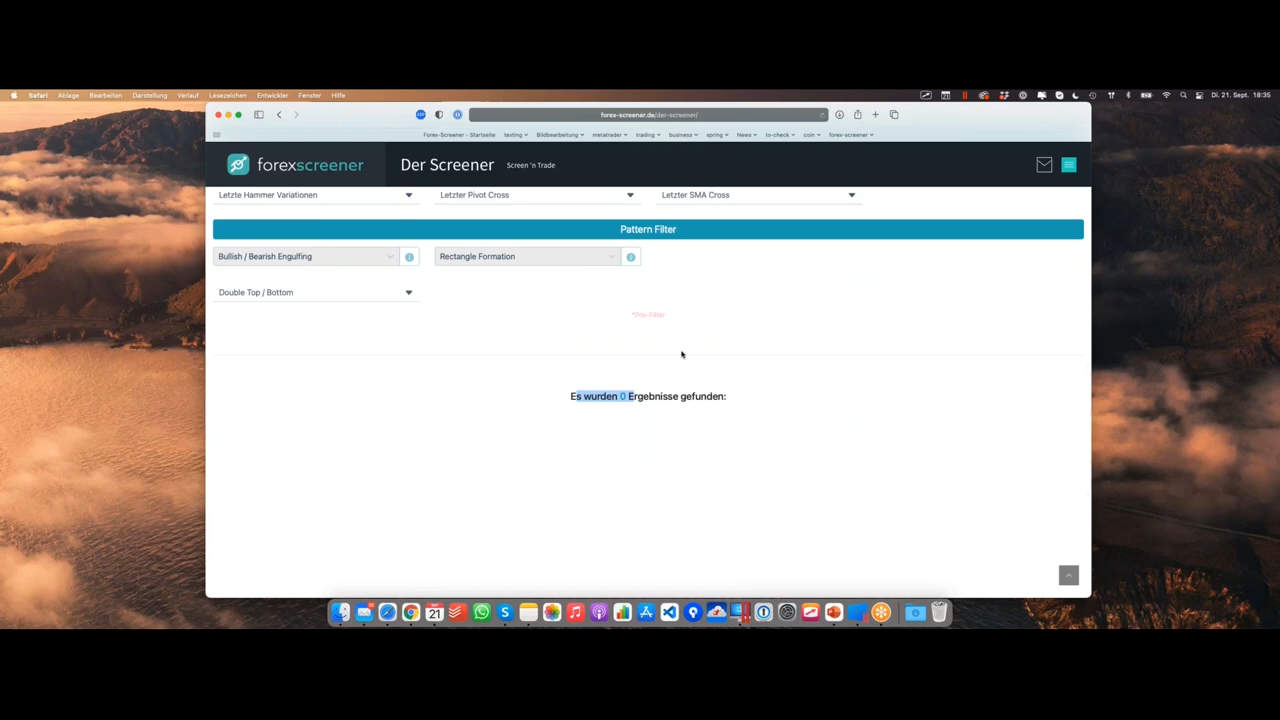 Safari Ablage Bearbeiten Darstellung Verlauf Lesezeichen Entwickler Fenster Hilfe Di. 21. Sept. 18:35
forex-screener.de/der-screener/
Forex-Screener - Startseite texting Bildbearbeitung metatrader trading business spring News to-check coin forex-screener
forexscreener Der Screener Screen 'n Trade
Letzte Hammer Variationen Letzter Pivot Cross Letzter SMA Cross
Pattern Filter
Bullish / Bearish Engulfing Rectangle Formation
Double Top / Bottom
*Pro-Filter
Es wurden 0 Ergebnisse gefunden:
21